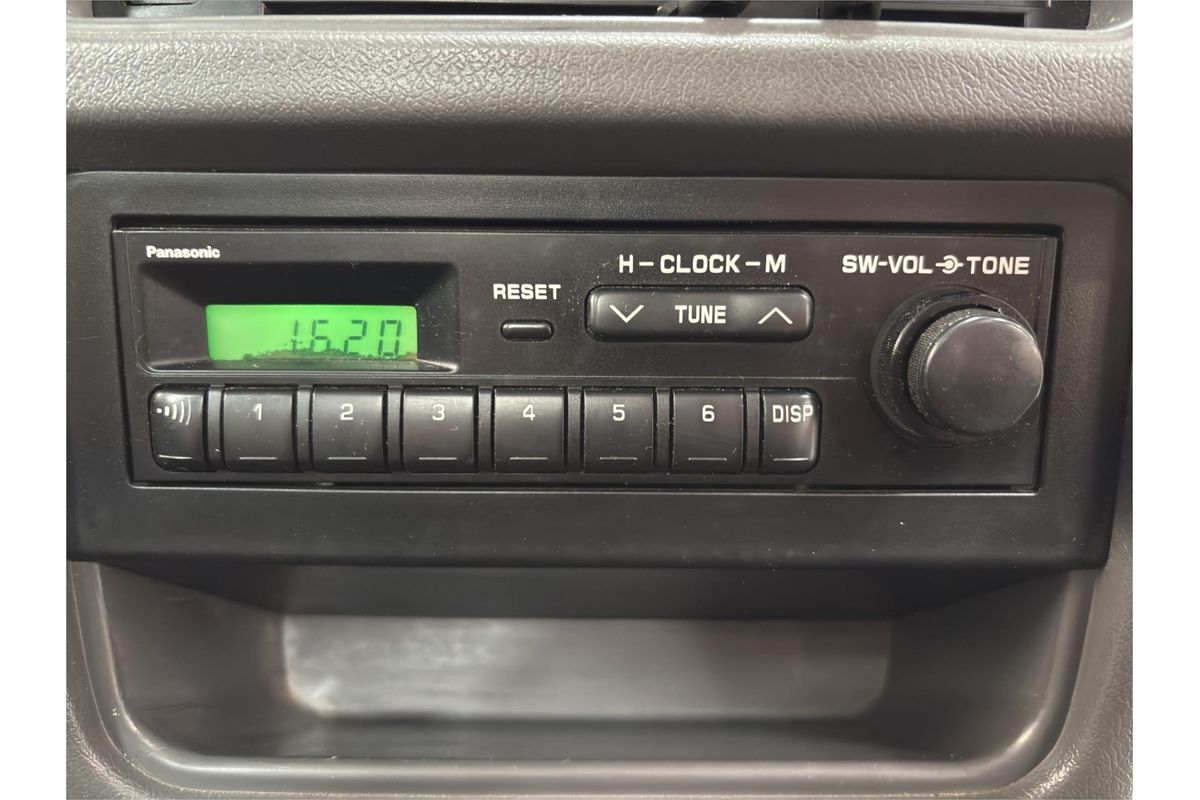 Panasonic
H-CLOCK-M
SW-VOL TONE
RESET
TUNE
1620
1 2 3 4 5 6 DISP